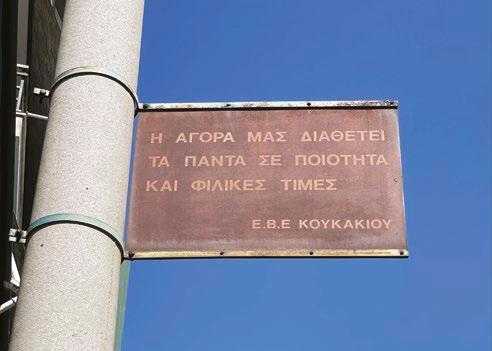 Η ΑΓΟΡΑ ΜΑΣ ΔΙΑΘΕΤΕΙ
ΤΑ ΠΑΝΤΑ ΣΕ ΠΟΙΟΤΗΤΑ
ΚΑΙ ΦΙΛΙΚΕΣ ΤΙΜΕΣ
Ε.Β.Ε ΚΟΥΚΑΚΙΟΥ